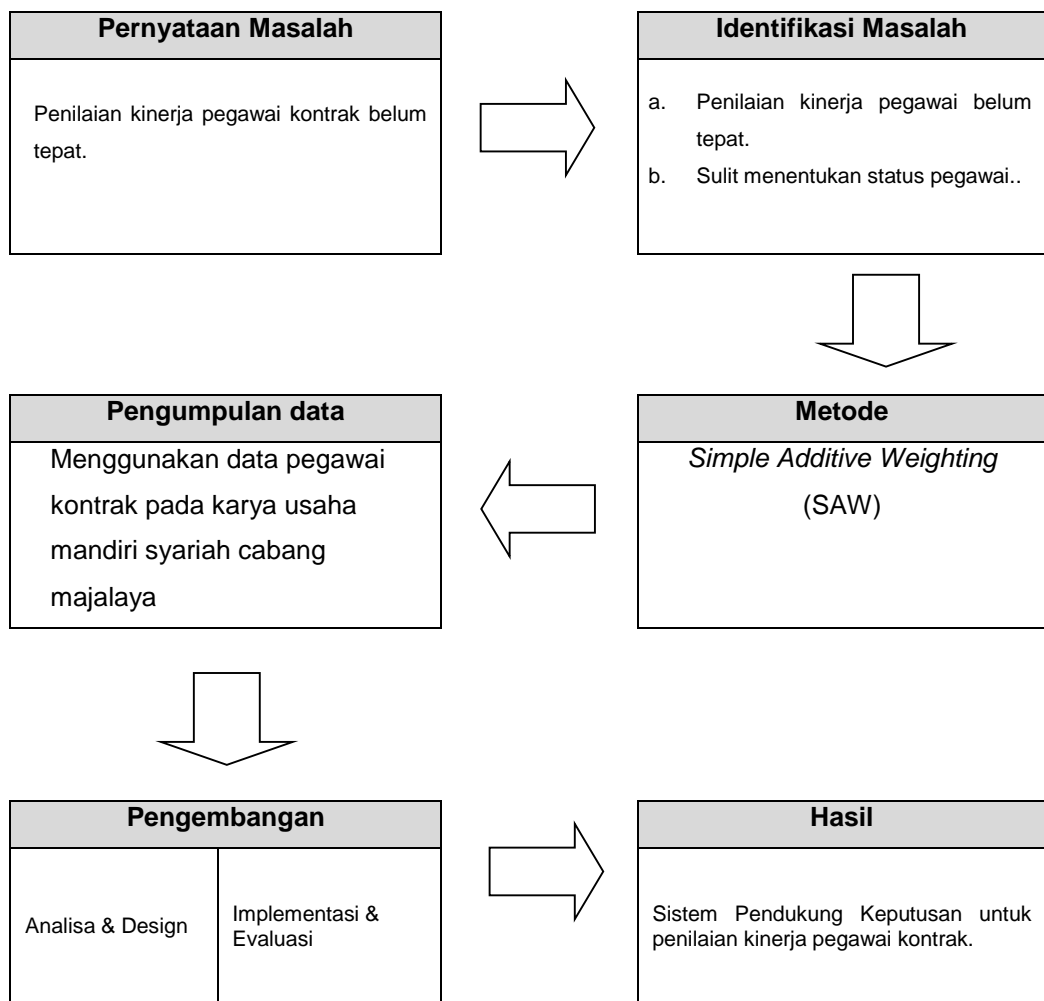 Pernyataan Masalah
Penilaian kinerja pegawai kontrak belum
tepat.
Identifikasi Masalah
a. Penilaian kinerja pegawai belum
tepat.
b. Sulit menentukan status pegawai..
Metode
Simple Additive Weighting
(SAW)
Pengumpulan data
Menggunakan data pegawai
kontrak pada karya usaha
mandiri syariah cabang
majalaya
Pengembangan
Analisa & Design
Implementasi &
Evaluasi
Hasil
Sistem Pendukung Keputusan untuk
penilaian kinerja pegawai kontrak.